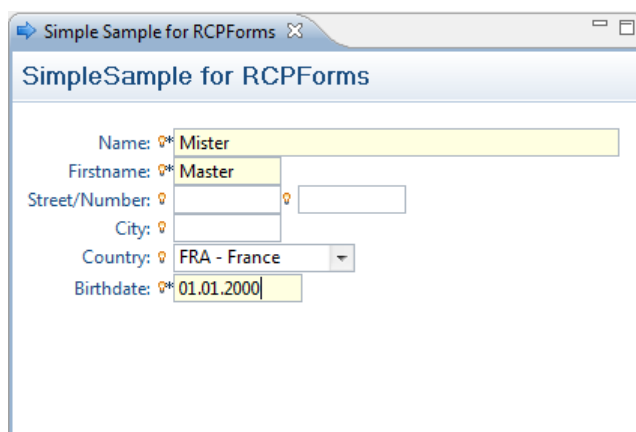 Simple Sample for RCPForms
SimpleSample for RCPForms
Name: * Mister
Firstname: * Master
Street/Number:
City:
Country: FRA - France
Birthdate: * 01.01.2000